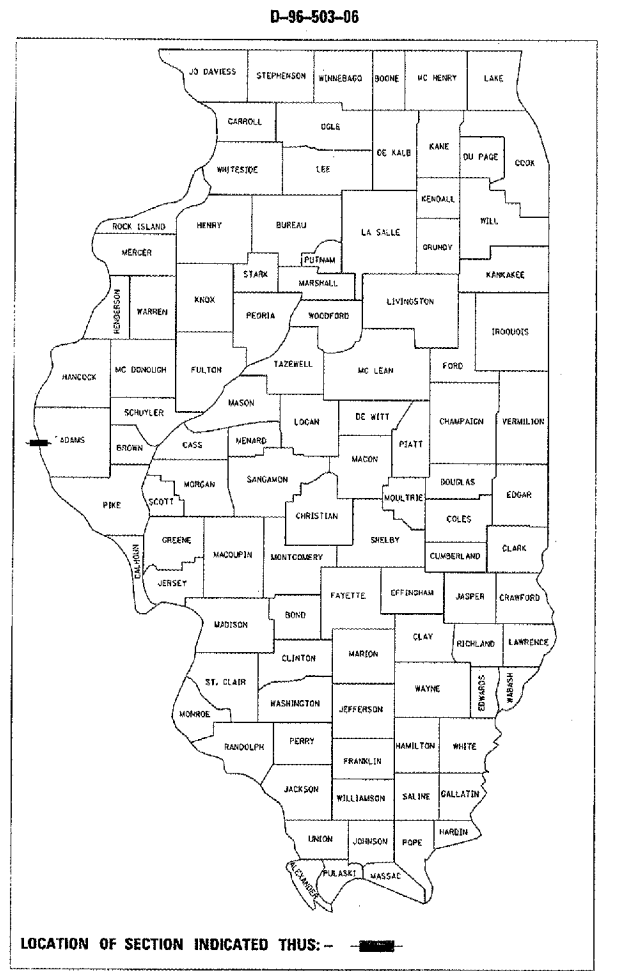 D-96-503-06
JO DAVIESS STEPHENSON WINNEBAGO BOONE MC HENRY LAKE
CARROLL OGLE
DE KALB KANE DU PAGE COOK
WHITESIDE LEE
KENDALL
ROCK ISLAND HENRY BUREAU LA SALLE GRUNDY WILL
MERCER PUTNAM
STARK MARSHALL KANKAKEE
HENDERSON WARREN KNOX PEORIA WOODFORD LIVINGSTON IROQUOIS
HANCOCK MC DONOUGH FULTON TAZEWELL MC LEAN FORD
SCHUYLER MASON LOGAN DE WITT CHAMPAIGN VERMILION
ADAMS BROWN CASS MENARD MACON PIATT
PIKE SCOTT MORGAN SANGAMON MOULTRIE DOUGLAS EDGAR
CHRISTIAN COLES
CALHOUN GREENE MACOUPIN MONTGOMERY SHELBY CUMBERLAND CLARK
JERSEY
MADISON BOND FAYETTE EFFINGHAM JASPER CRAWFORD
CLINTON MARION CLAY RICHLAND LAWRENCE
ST. CLAIR WASHINGTON WAYNE EDWARDS WABASH
MONROE JEFFERSON
RANDOLPH PERRY FRANKLIN HAMILTON WHITE
JACKSON WILLIAMSON SALINE GALLATIN
UNION JOHNSON POPE HARDIN
ALEXANDER PULASKI MASSAC
LOCATION OF SECTION INDICATED THUS:-